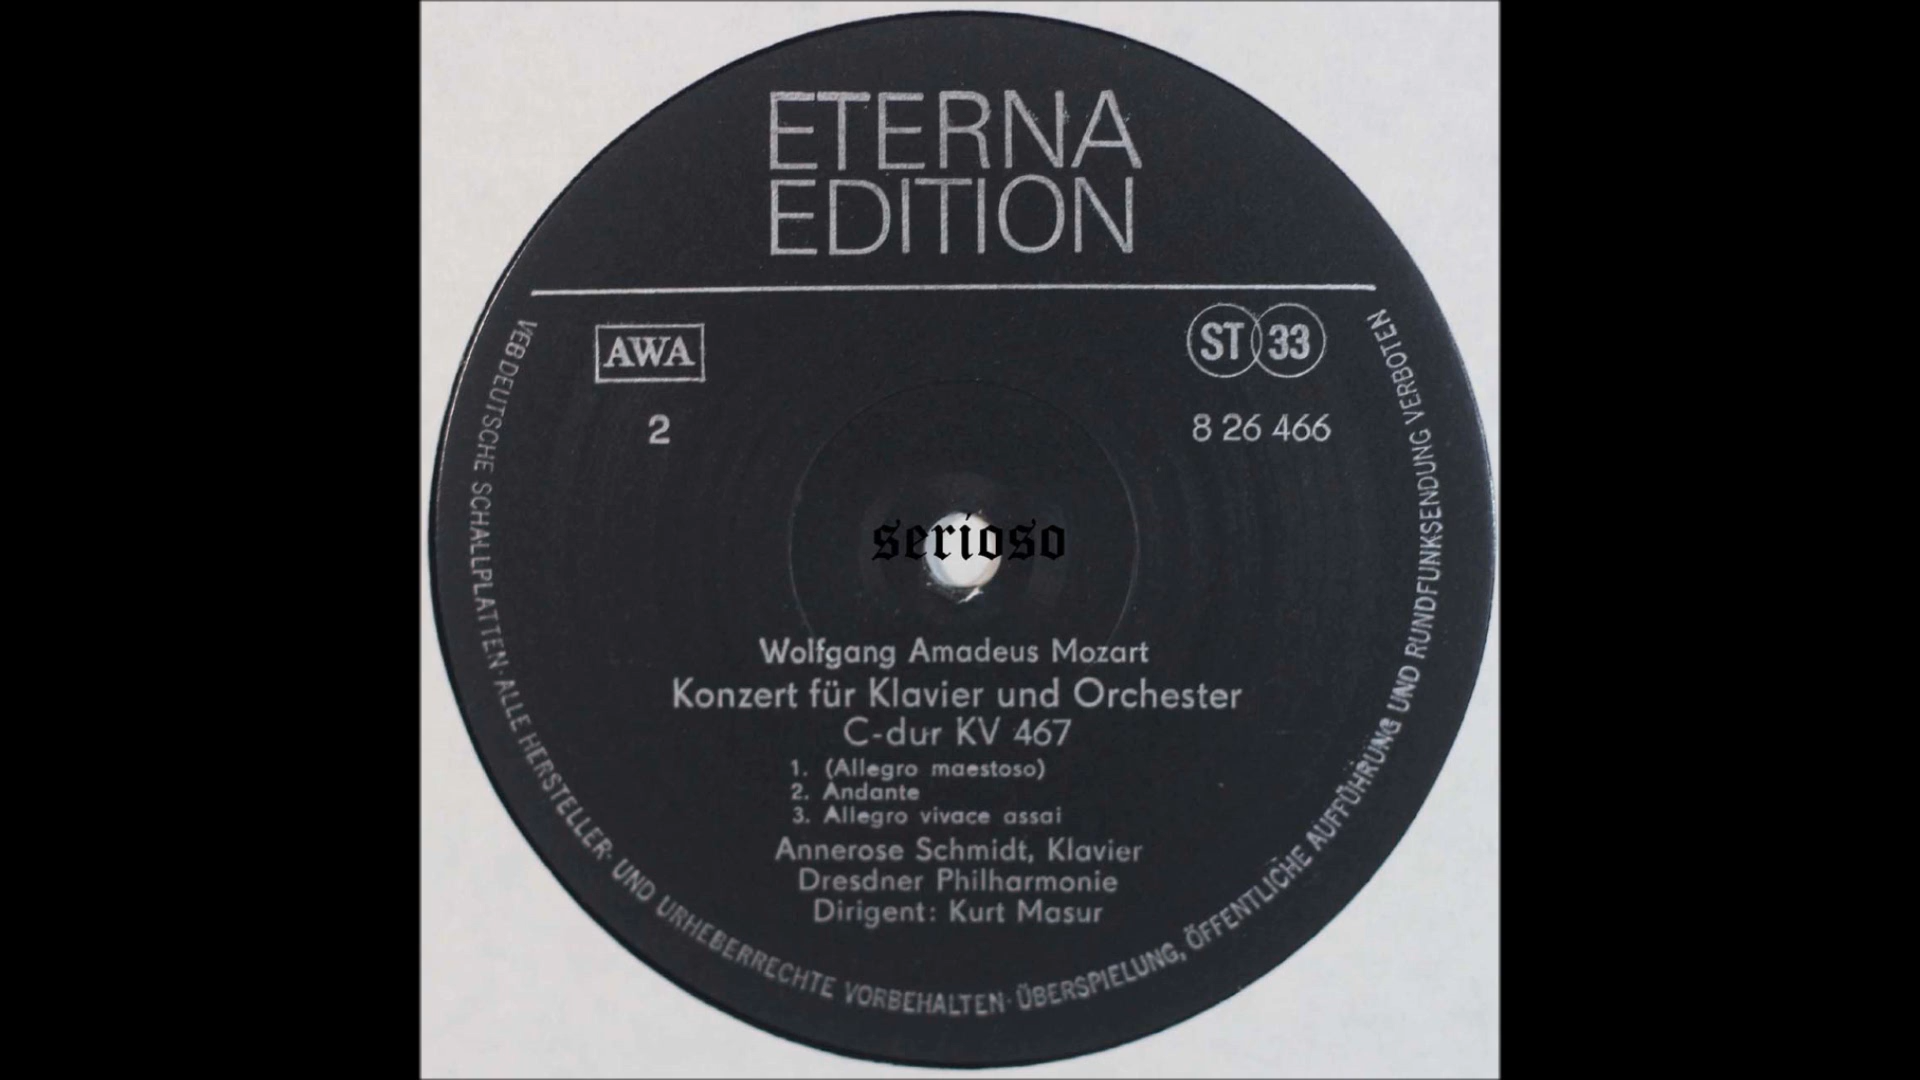 ETERNA
EDITION
AWA
ST 33
2
8 26 466
serioso
Wolfgang Amadeus Mozart
Konzert für Klavier und Orchester
C-dur KV 467
1. (Allegro maestoso)
2. Andante
3. Allegro vivace assai
Annerose Schmidt, Klavier
Dresdner Philharmonie
Dirigent: Kurt Masur
VEB DEUTSCHE SCHALLPLATTEN · ALLE HERSTELLER- UND URHEBERRECHTE VORBEHALTEN · ÜBERSPIELUNG, ÖFFENTLICHE AUFFÜHRUNG UND RUNDFUNKSENDUNG VERBOTEN